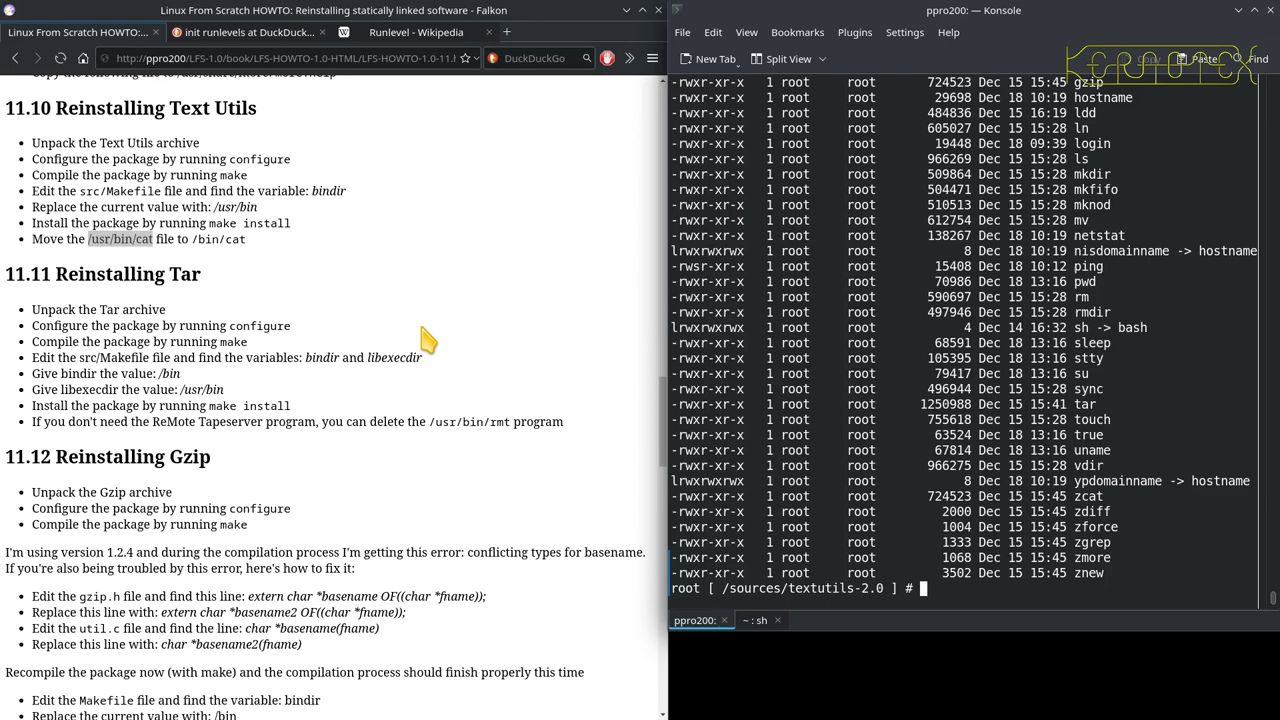 Linux From Scratch HOWTO: Reinstalling statically linked software - Falkon
Linux From Scratch HOWTO:...
init runlevels at DuckDuck...
Runlevel - Wikipedia
http://ppro200/LFS-1.0/book/LFS-HOWTO-1.0-HTML/LFS-HOWTO-1.0-11.
DuckDuckGo
11.10 Reinstalling Text Utils
Unpack the Text Utils archive
Configure the package by running configure
Compile the package by running make
Edit the src/Makefile file and find the variable: bindir
Replace the current value with: /usr/bin
Install the package by running make install
Move the /usr/bin/cat file to /bin/cat
11.11 Reinstalling Tar
Unpack the Tar archive
Configure the package by running configure
Compile the package by running make
Edit the src/Makefile file and find the variables: bindir and libexecdir
Give bindir the value: /bin
Give libexecdir the value: /usr/bin
Install the package by running make install
If you don't need the ReMote Tapeserver program, you can delete the /usr/bin/rmt program
11.12 Reinstalling Gzip
Unpack the Gzip archive
Configure the package by running configure
Compile the package by running make
I'm using version 1.2.4 and during the compilation process I'm getting this error: conflicting types for basename.
If you're also being troubled by this error, here's how to fix it:
Edit the gzip.h file and find this line: extern char *basename OF((char *fname));
Replace this line with: extern char *basename2 OF((char *fname));
Edit the util.c file and find the line: char *basename(fname)
Replace this line with: char *basename2(fname)
Recompile the package now (with make) and the compilation process should finish properly this time
Edit the Makefile file and find the variable: bindir
Replace the current value with: /bin
ppro200: — Konsole
File Edit View Bookmarks Plugins Settings Help
New Tab Split View Copy Paste Find
-rwxr-xr-x 1 root root 724523 Dec 15 15:45 gzip
-rwxr-xr-x 1 root root 29698 Dec 18 10:19 hostname
-rwxr-xr-x 1 root root 484836 Dec 15 16:19 ldd
-rwxr-xr-x 1 root root 605027 Dec 15 15:28 ln
-rwxr-xr-x 1 root root 19448 Dec 18 09:39 login
-rwxr-xr-x 1 root root 966269 Dec 15 15:28 ls
-rwxr-xr-x 1 root root 509864 Dec 15 15:28 mkdir
-rwxr-xr-x 1 root root 504471 Dec 15 15:28 mkfifo
-rwxr-xr-x 1 root root 510513 Dec 15 15:28 mknod
-rwxr-xr-x 1 root root 612754 Dec 15 15:28 mv
-rwxr-xr-x 1 root root 138267 Dec 18 10:19 netstat
lrwxrwxrwx 1 root root 8 Dec 18 10:19 nisdomainname -> hostname
-rwsr-xr-x 1 root root 15408 Dec 18 10:12 ping
-rwxr-xr-x 1 root root 70986 Dec 18 13:16 pwd
-rwxr-xr-x 1 root root 590697 Dec 15 15:28 rm
-rwxr-xr-x 1 root root 497946 Dec 15 15:28 rmdir
lrwxrwxrwx 1 root root 4 Dec 14 16:32 sh -> bash
-rwxr-xr-x 1 root root 68591 Dec 18 13:16 sleep
-rwxr-xr-x 1 root root 105395 Dec 15 15:28 stty
-rwxr-xr-x 1 root root 79417 Dec 18 13:16 su
-rwxr-xr-x 1 root root 496944 Dec 15 15:28 sync
-rwxr-xr-x 1 root root 1250988 Dec 15 15:41 tar
-rwxr-xr-x 1 root root 755618 Dec 15 15:28 touch
-rwxr-xr-x 1 root root 63524 Dec 18 13:16 true
-rwxr-xr-x 1 root root 67814 Dec 18 13:16 uname
-rwxr-xr-x 1 root root 966275 Dec 15 15:28 vdir
lrwxrwxrwx 1 root root 8 Dec 18 10:19 ypdomainname -> hostname
-rwxr-xr-x 1 root root 724523 Dec 15 15:45 zcat
-rwxr-xr-x 1 root root 2000 Dec 15 15:45 zdiff
-rwxr-xr-x 1 root root 1004 Dec 15 15:45 zforce
-rwxr-xr-x 1 root root 1333 Dec 15 15:45 zgrep
-rwxr-xr-x 1 root root 1068 Dec 15 15:45 zmore
-rwxr-xr-x 1 root root 3502 Dec 15 15:45 znew
root [ /sources/textutils-2.0 ] #
ppro200:
~ : sh